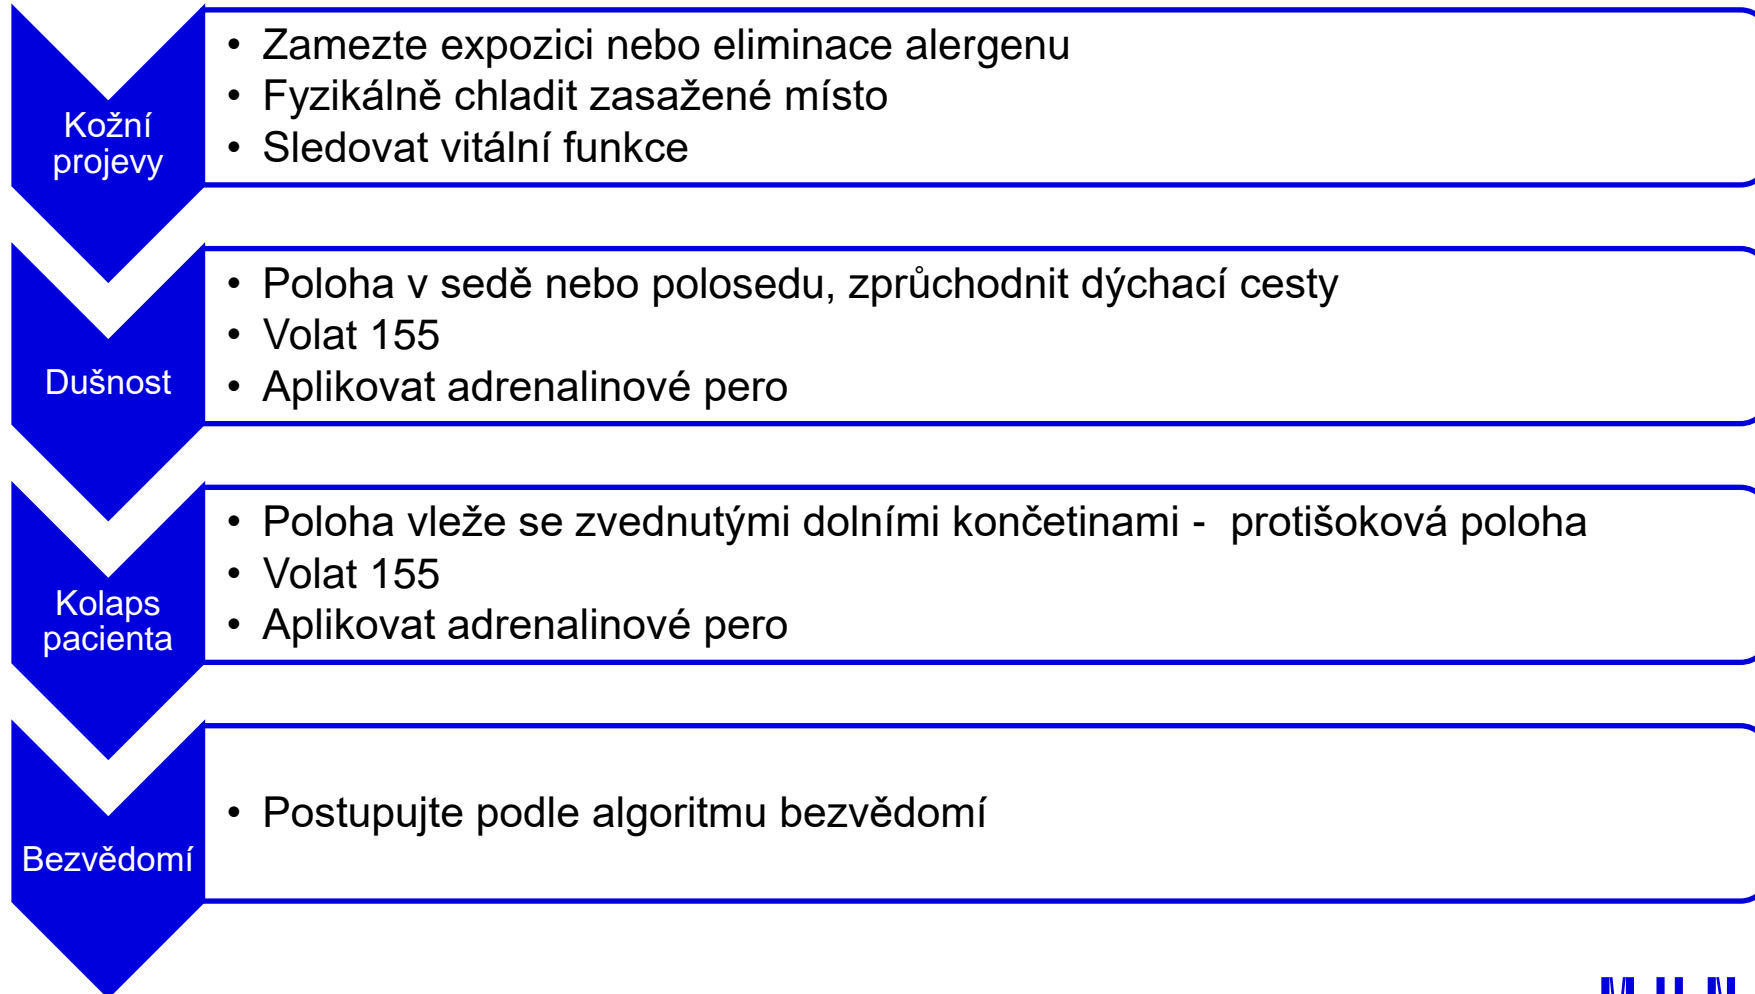 Kožní
projevy
• Zamezte expozici nebo eliminace alergenu
• Fyzikálně chladit zasažené místo
• Sledovat vitální funkce
Dušnost
• Poloha v sedě nebo polosedu, zprůchodnit dýchací cesty
• Volat 155
• Aplikovat adrenalinové pero
Kolaps
pacienta
• Poloha vleže se zvednutými dolními končetinami - protišoková poloha
• Volat 155
• Aplikovat adrenalinové pero
Bezvědomí
• Postupujte podle algoritmu bezvědomí